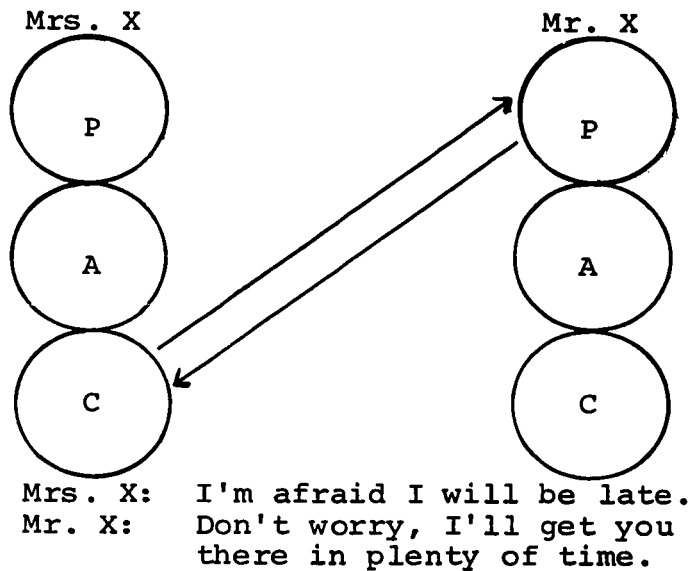 Mrs. X Mr. X
P P
A A
C C
Mrs. X: I'm afraid I will be late.
Mr. X: Don't worry, I'll get you
there in plenty of time.